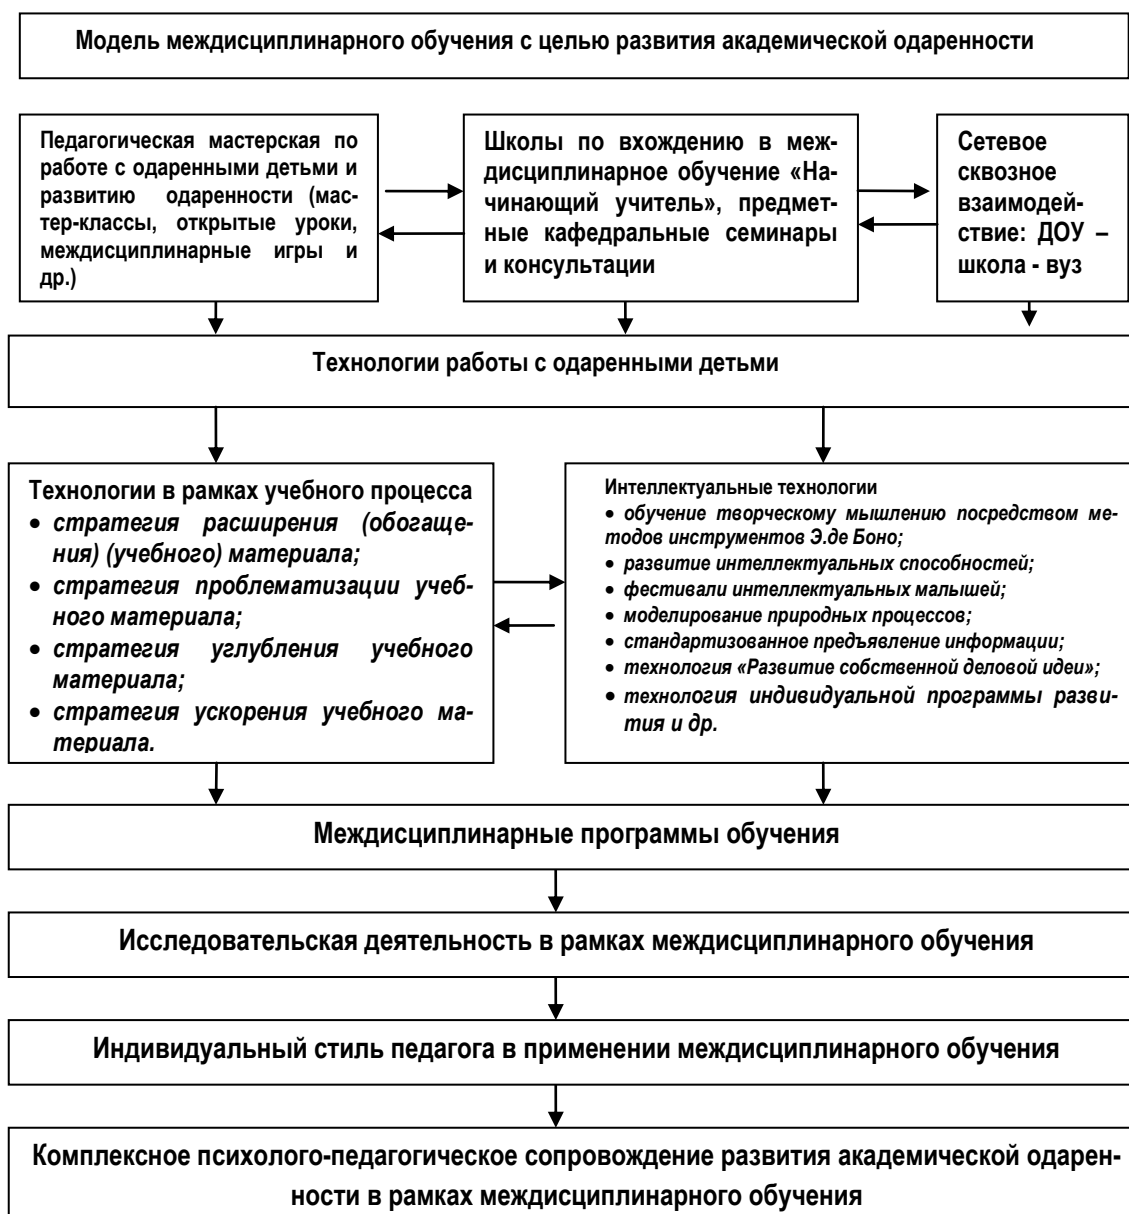 Модель междисциплинарного обучения с целью развития академической одаренности
Педагогическая мастерская по
работе с одаренными детьми и
развитию одаренности (мас-
тер-классы, открытые уроки,
междисциплинарные игры и
др.)
Школы по вхождению в меж-
дисциплинарное обучение «На-
чинающий учитель», предмет-
ные кафедральные семинары
и консультации
Сетевое
сквозное
взаимодей-
ствие: ДОУ –
школа - вуз
Технологии работы с одаренными детьми
Технологии в рамках учебного процесса
• стратегия расширения (обогаще-
ния) (учебного) материала;
• стратегия проблематизации учеб-
ного материала;
• стратегия углубления учебного
материала;
• стратегия ускорения учебного ма-
териала.
Интеллектуальные технологии
• обучение творческому мышлению посредством ме-
тодов инструментов Э.де Боно;
• развитие интеллектуальных способностей;
• фестивали интеллектуальных малышей;
• моделирование природных процессов;
• стандартизованное предъявление информации;
• технология «Развитие собственной деловой идеи»;
• технология индивидуальной программы разви-
тия и др.
Междисциплинарные программы обучения
Исследовательская деятельность в рамках междисциплинарного обучения
Индивидуальный стиль педагога в применении междисциплинарного обучения
Комплексное психолого-педагогическое сопровождение развития академической одарен-
ности в рамках междисциплинарного обучения